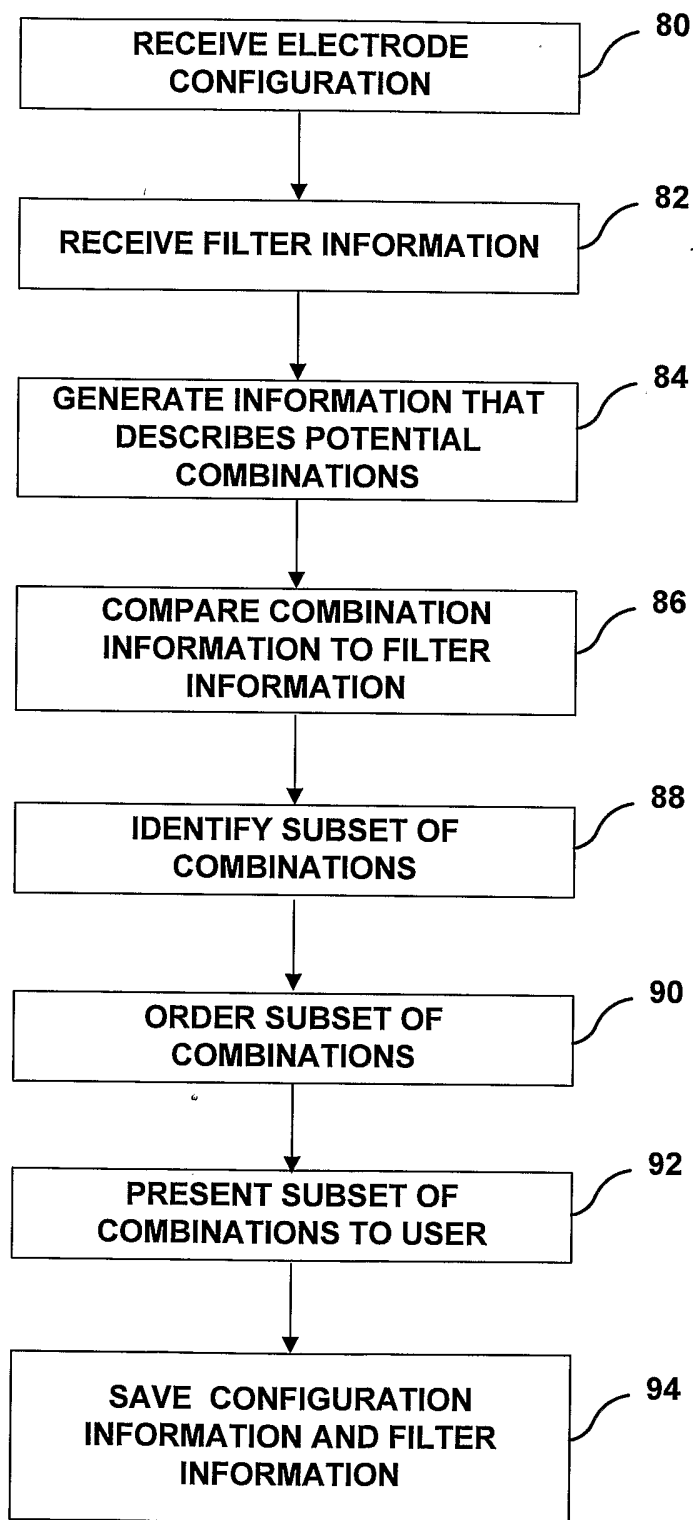 80
RECEIVE ELECTRODE
CONFIGURATION
82
RECEIVE FILTER INFORMATION
84
GENERATE INFORMATION THAT
DESCRIBES POTENTIAL
COMBINATIONS
86
COMPARE COMBINATION
INFORMATION TO FILTER
INFORMATION
88
IDENTIFY SUBSET OF
COMBINATIONS
90
ORDER SUBSET OF
COMBINATIONS
92
PRESENT SUBSET OF
COMBINATIONS TO USER
94
SAVE CONFIGURATION
INFORMATION AND FILTER
INFORMATION